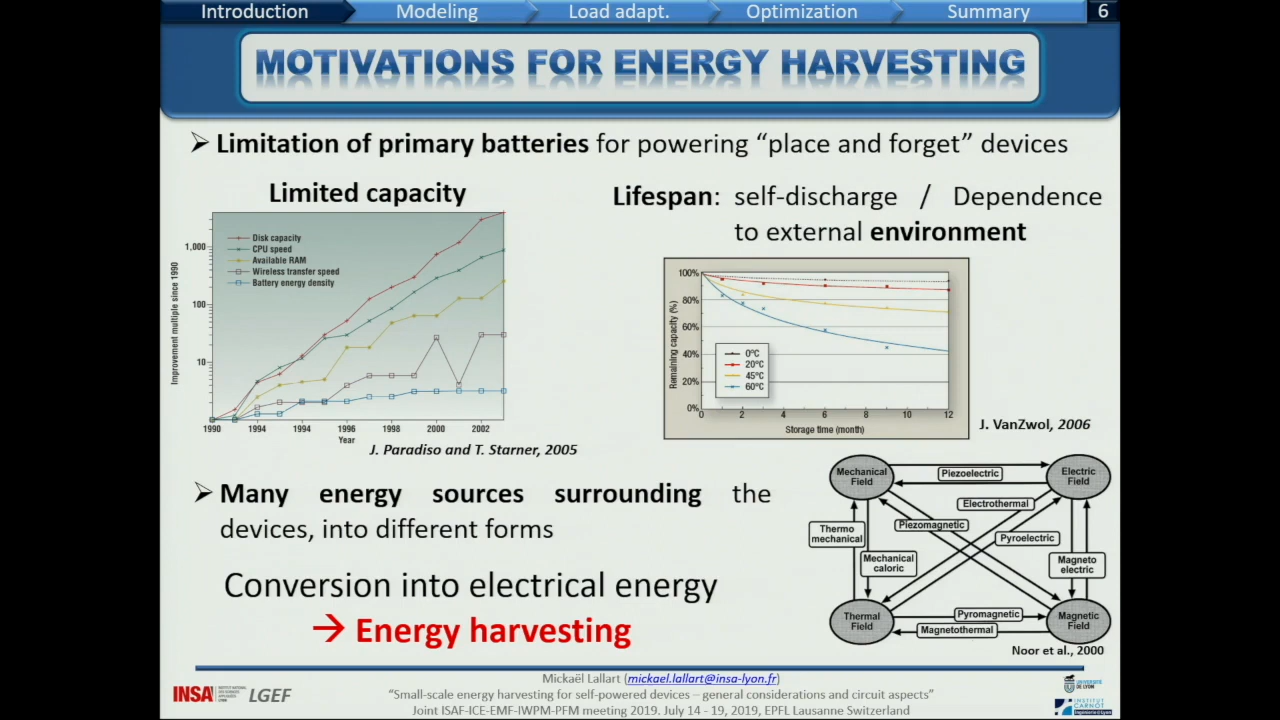 Introduction Modeling Load adapt. Optimization Summary 6
MOTIVATIONS FOR ENERGY HARVESTING
Limitation of primary batteries for powering “place and forget” devices
Limited capacity
Disk capacity
CPU speed
Available RAM
Wireless transfer speed
Battery energy density
Improvement multiple since 1990
1,000
100
10
1
1990 1994 1994 1996 1998 2000 2002
Year
J. Paradiso and T. Starner, 2005
Lifespan: self-discharge / Dependence
to external environment
Remaining capacity (%)
100%
80%
60%
40%
20%
0%
0°C
20°C
45°C
60°C
0 2 4 6 8 10 12
Storage time (month)
J. VanZwol, 2006
Many energy sources surrounding the
devices, into different forms
Conversion into electrical energy
→ Energy harvesting
Mechanical
Field
Piezoelectric
Electric
Field
Electrothermal
Piezomagnetic
Thermo
mechanical
Pyroelectric
Mechanical
caloric
Magneto
electric
Thermal
Field
Pyromagnetic
Magnetothermal
Magnetic
Field
Noor et al., 2000
INSA LGEF
Mickaël Lallart (mickael.lallart@insa-lyon.fr)
“Small-scale energy harvesting for self-powered devices – general considerations and circuit aspects”
Joint ISAF-ICE-EMF-IWPM-PFM meeting 2019. July 14 - 19, 2019, EPFL Lausanne Switzerland
UNIVERSITÉ
DE LYON
INSTITUT
CARNOT